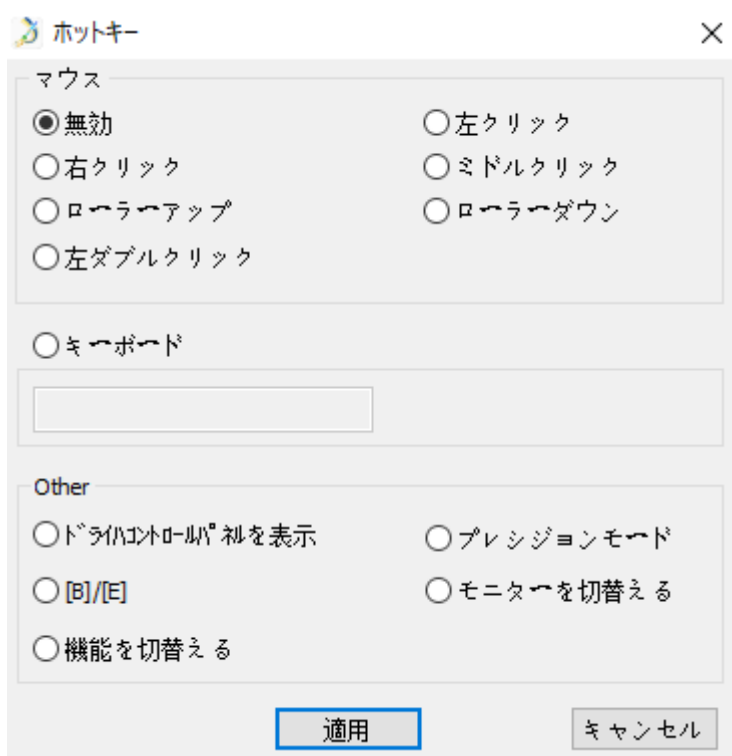 ホットキー
マウス
無効
左クリック
右クリック
ミドルクリック
ローラーアップ
ローラーダウン
左ダブルクリック
キーボード
Other
ドライバコントロールパネルを表示
プレシジョンモード
[B]/[E]
モニターを切替える
機能を切替える
適用
キャンセル